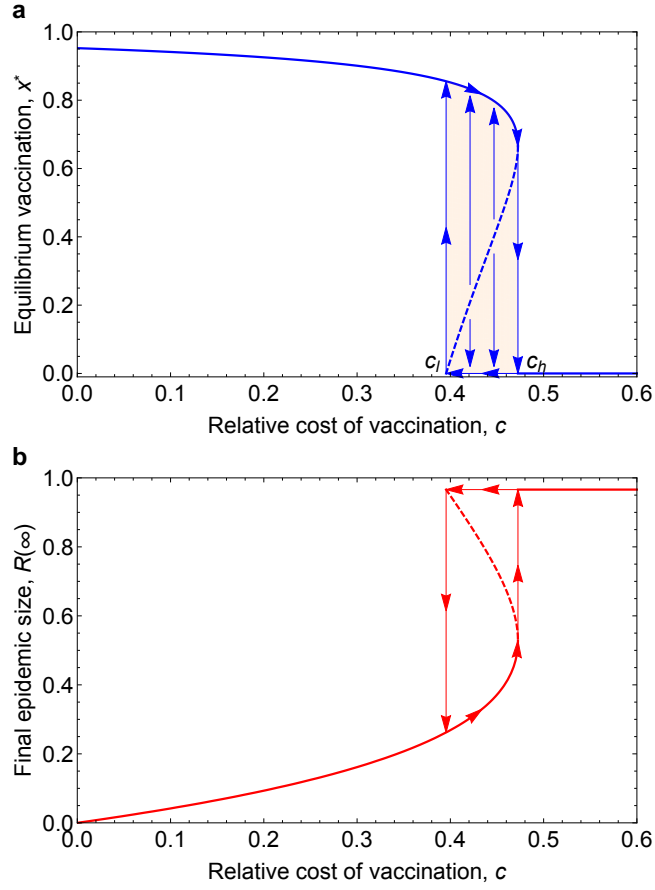 a
Equilibrium vaccination, x*
1.0
0.8
0.6
0.4
0.2
0.0
c_l
c_h
0.0 0.1 0.2 0.3 0.4 0.5 0.6
Relative cost of vaccination, c
b
Final epidemic size, R(∞)
1.0
0.8
0.6
0.4
0.2
0.0
0.0 0.1 0.2 0.3 0.4 0.5 0.6
Relative cost of vaccination, c